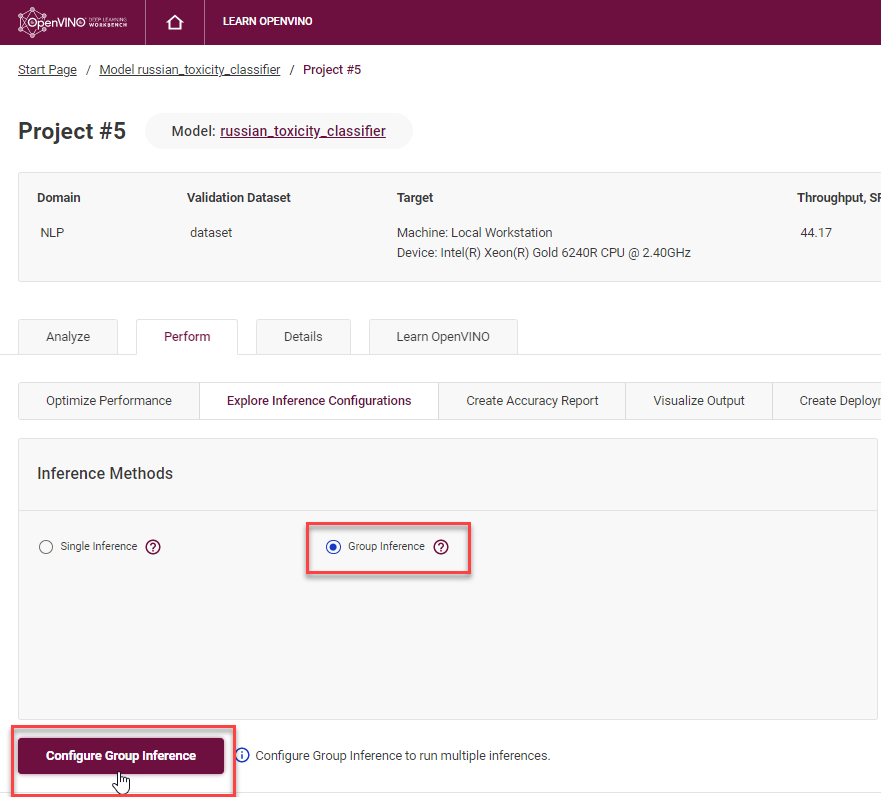 OpenVINO DEEP LEARNING WORKBENCH
LEARN OPENVINO
Start Page / Model russian_toxicity_classifier / Project #5
Project #5 Model: russian_toxicity_classifier
Domain Validation Dataset Target Throughput, SF
NLP dataset Machine: Local Workstation 44.17
Device: Intel(R) Xeon(R) Gold 6240R CPU @ 2.40GHz
Analyze Perform Details Learn OpenVINO
Optimize Performance Explore Inference Configurations Create Accuracy Report Visualize Output Create Deploy
Inference Methods
Single Inference ? Group Inference ?
Configure Group Inference i Configure Group Inference to run multiple inferences.